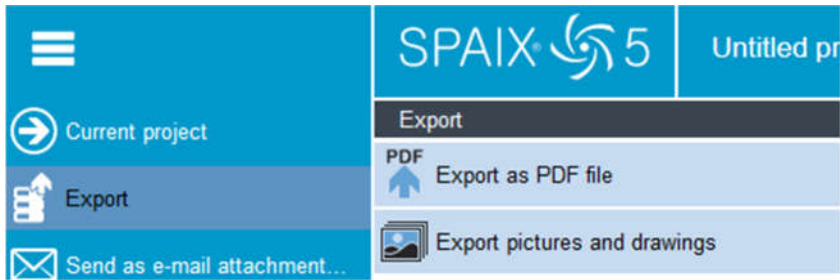 SPAIX® 5
Untitled pr
Current project
Export
Send as e-mail attachment...
Export
PDF
Export as PDF file
Export pictures and drawings